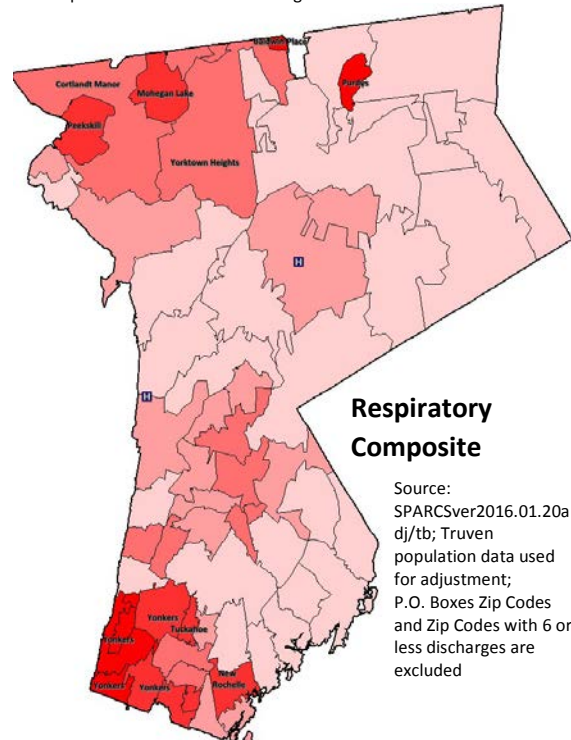 Baldwin Place
Cortlandt Manor
Mohegan Lake
Purdys
Peekskill
Yorktown Heights
H
H
Respiratory
Composite
Source:
SPARCSver2016.01.20a
dj/tb; Truven
population data used
for adjustment;
P.O. Boxes Zip Codes
and Zip Codes with 6 or
less discharges are
excluded
Yonkers
Tuckahoe
Yonkers
New
Rochelle
Yonkers
Yonkers